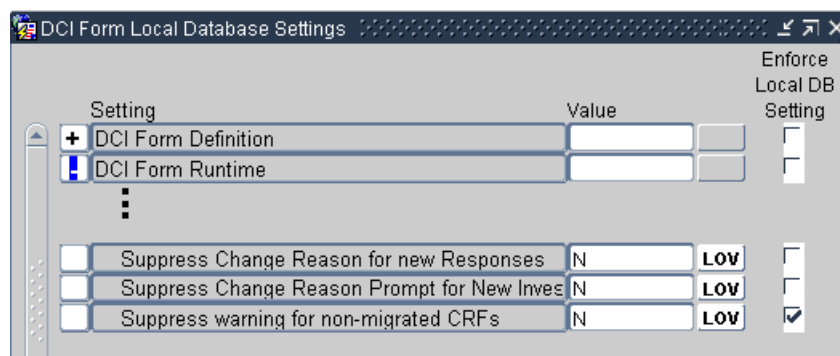 DCI Form Local Database Settings
Enforce
Local DB
Setting Value Setting
+ DCI Form Definition
- DCI Form Runtime
Suppress Change Reason for new Responses N LOV
Suppress Change Reason Prompt for New Inves N LOV
Suppress warning for non-migrated CRFs N LOV